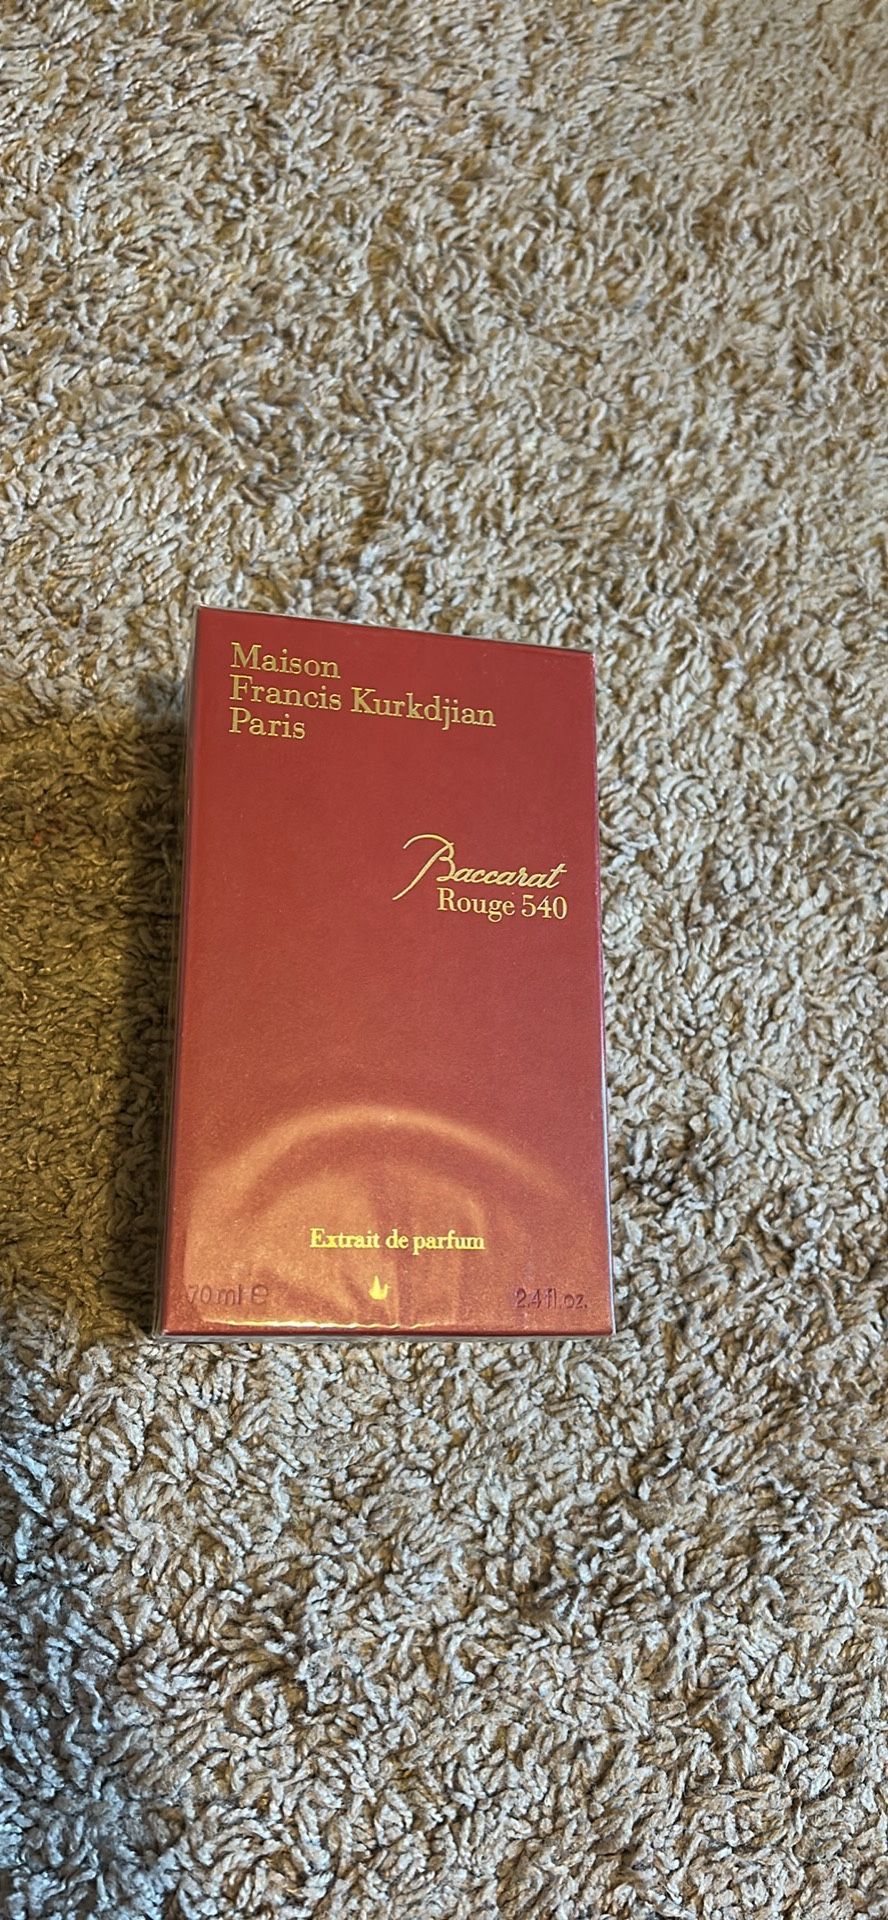 Maison
Francis Kurkdjian
Paris
Baccarat
Rouge 540
Extrait de parfum
70 ml e 2.4 fl.oz.